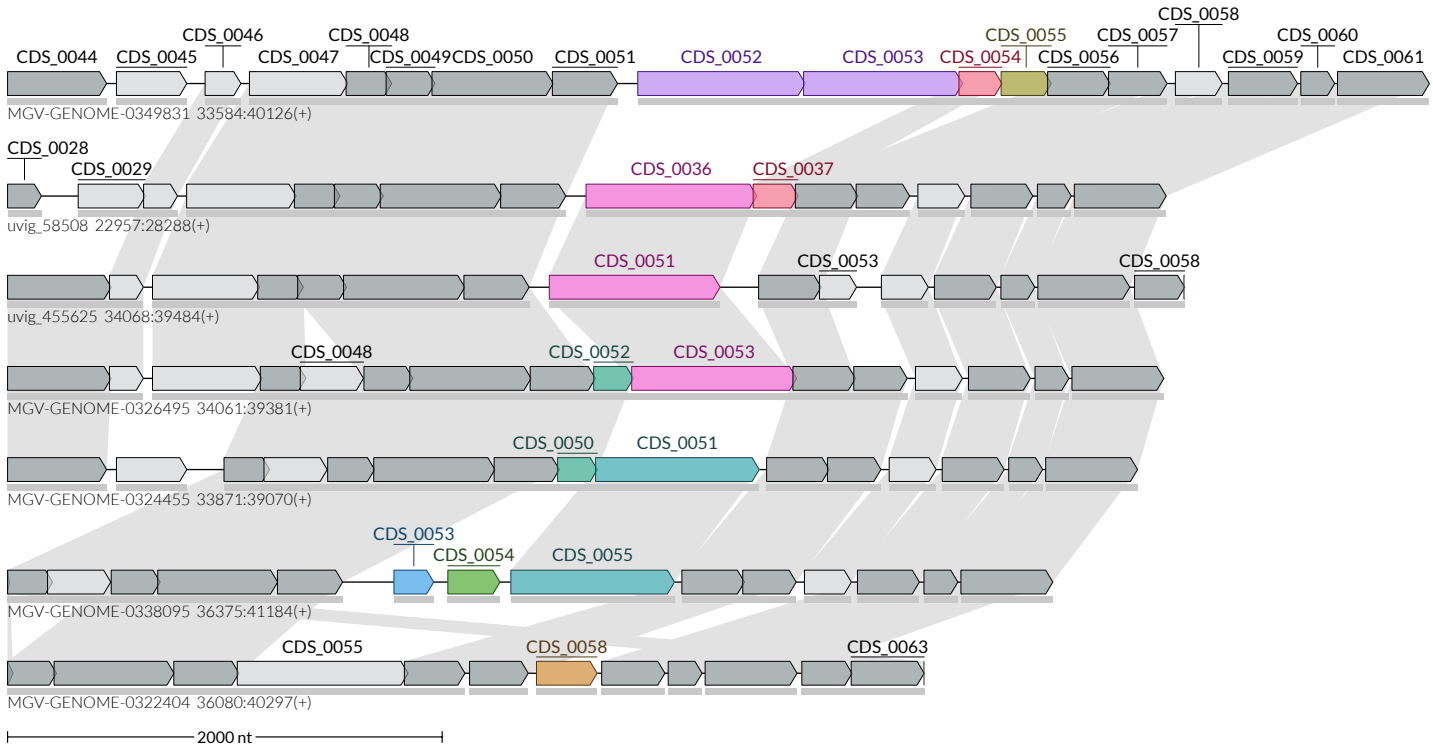 CDS_0044 CDS_0045 CDS_0046 CDS_0047 CDS_0048 CDS_0049 CDS_0050 CDS_0051 CDS_0052 CDS_0053 CDS_0054 CDS_0055 CDS_0056 CDS_0057 CDS_0058 CDS_0059 CDS_0060 CDS_0061
MGV-GENOME-0349831 33584:40126(+)
CDS_0028 CDS_0029 CDS_0036 CDS_0037
uvig_58508 22957:28288(+)
CDS_0051 CDS_0053 CDS_0058
uvig_455625 34068:39484(+)
CDS_0048 CDS_0052 CDS_0053
MGV-GENOME-0326495 34061:39381(+)
CDS_0050 CDS_0051
MGV-GENOME-0324455 33871:39070(+)
CDS_0053 CDS_0054 CDS_0055
MGV-GENOME-0338095 36375:41184(+)
CDS_0055 CDS_0058 CDS_0063
MGV-GENOME-0322404 36080:40297(+)
2000 nt